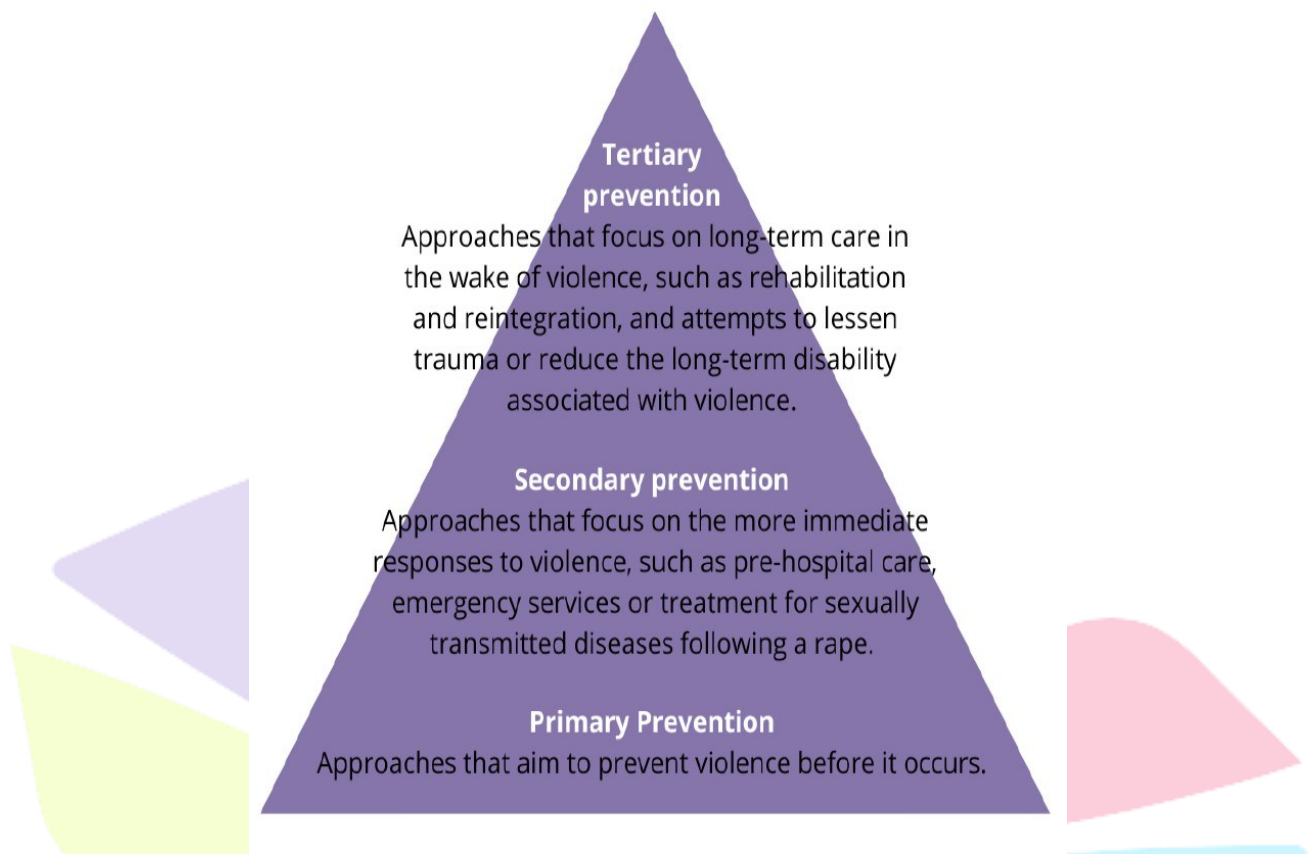 Tertiary
prevention
Approaches that focus on long-term care in
the wake of violence, such as rehabilitation
and reintegration, and attempts to lessen
trauma or reduce the long-term disability
associated with violence.
Secondary prevention
Approaches that focus on the more immediate
responses to violence, such as pre-hospital care,
emergency services or treatment for sexually
transmitted diseases following a rape.
Primary Prevention
Approaches that aim to prevent violence before it occurs.